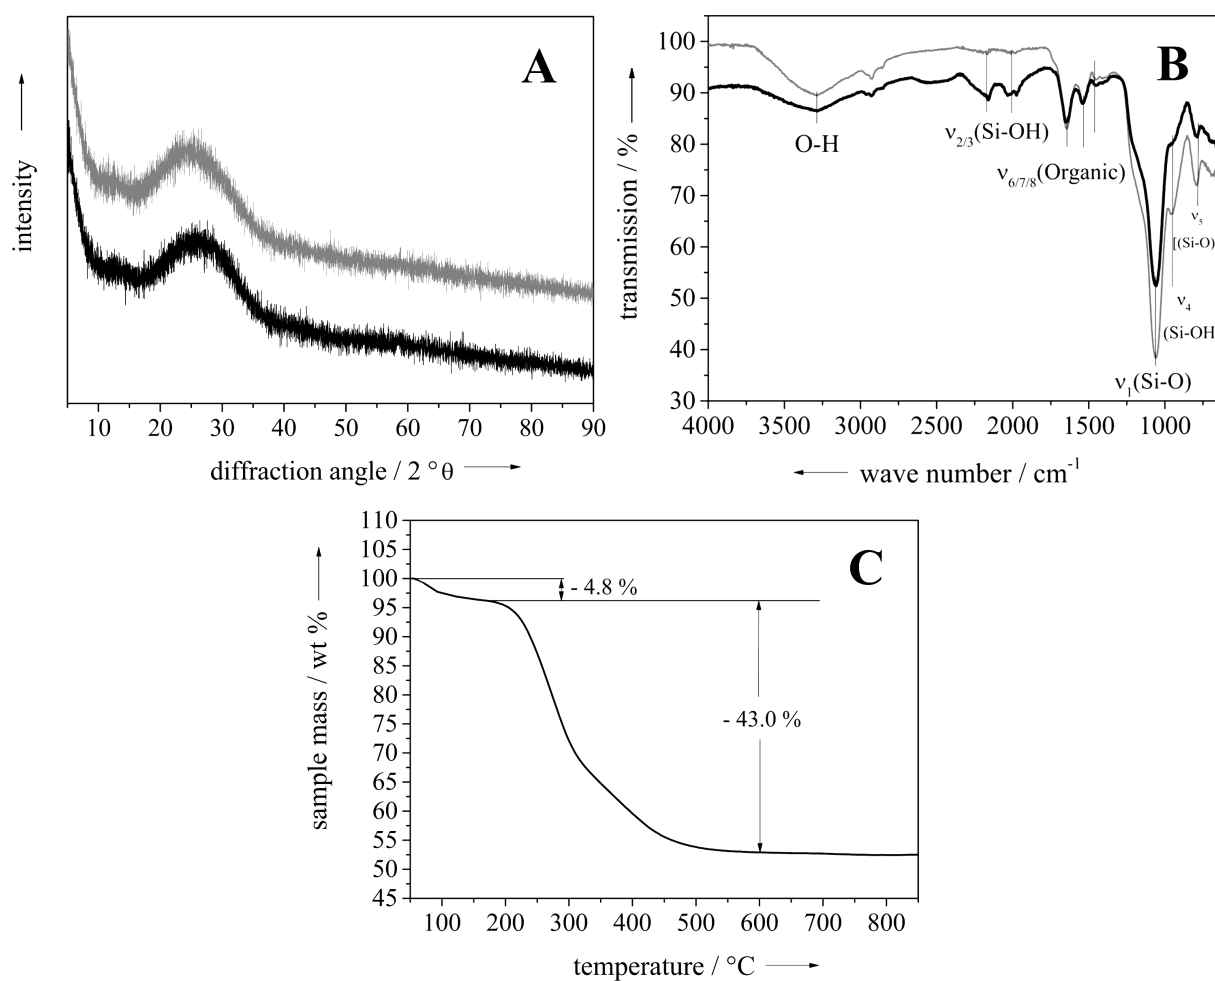 A
intensity
10 20 30 40 50 60 70 80 90
diffraction angle / 2 °θ
B
transmission / %
100
90
80
70
60
50
40
30
O-H
ν2/3(Si-OH)
ν6/7/8(Organic)
ν5
[(Si-O)
ν4
(Si-OH
ν1(Si-O)
4000 3500 3000 2500 2000 1500 1000
wave number / cm-1
C
sample mass / wt %
110
105
100
95
90
85
80
75
70
65
60
55
50
45
- 4.8 %
- 43.0 %
100 200 300 400 500 600 700 800
temperature / °C